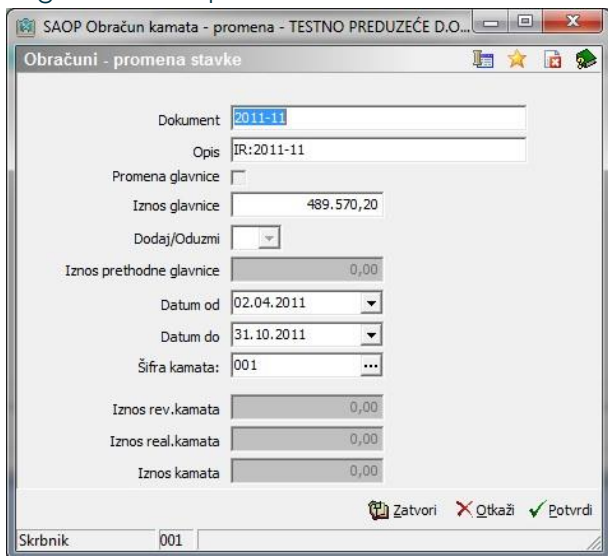 SAOP Obračun kamata - promena - TESTNO PREDUZEĆE D.O...
Obračuni - promena stavke
Dokument 2011-11
Opis IR:2011-11
Promena glavnice
Iznos glavnice 489.570,20
Dodaj/Oduzmi
Iznos prethodne glavnice 0,00
Datum od 02.04.2011
Datum do 31.10.2011
Šifra kamata: 001
Iznos rev.kamata 0,00
Iznos real.kamata 0,00
Iznos kamata 0,00
Zatvori Otkaži Potvrdi
Skrbnik 001